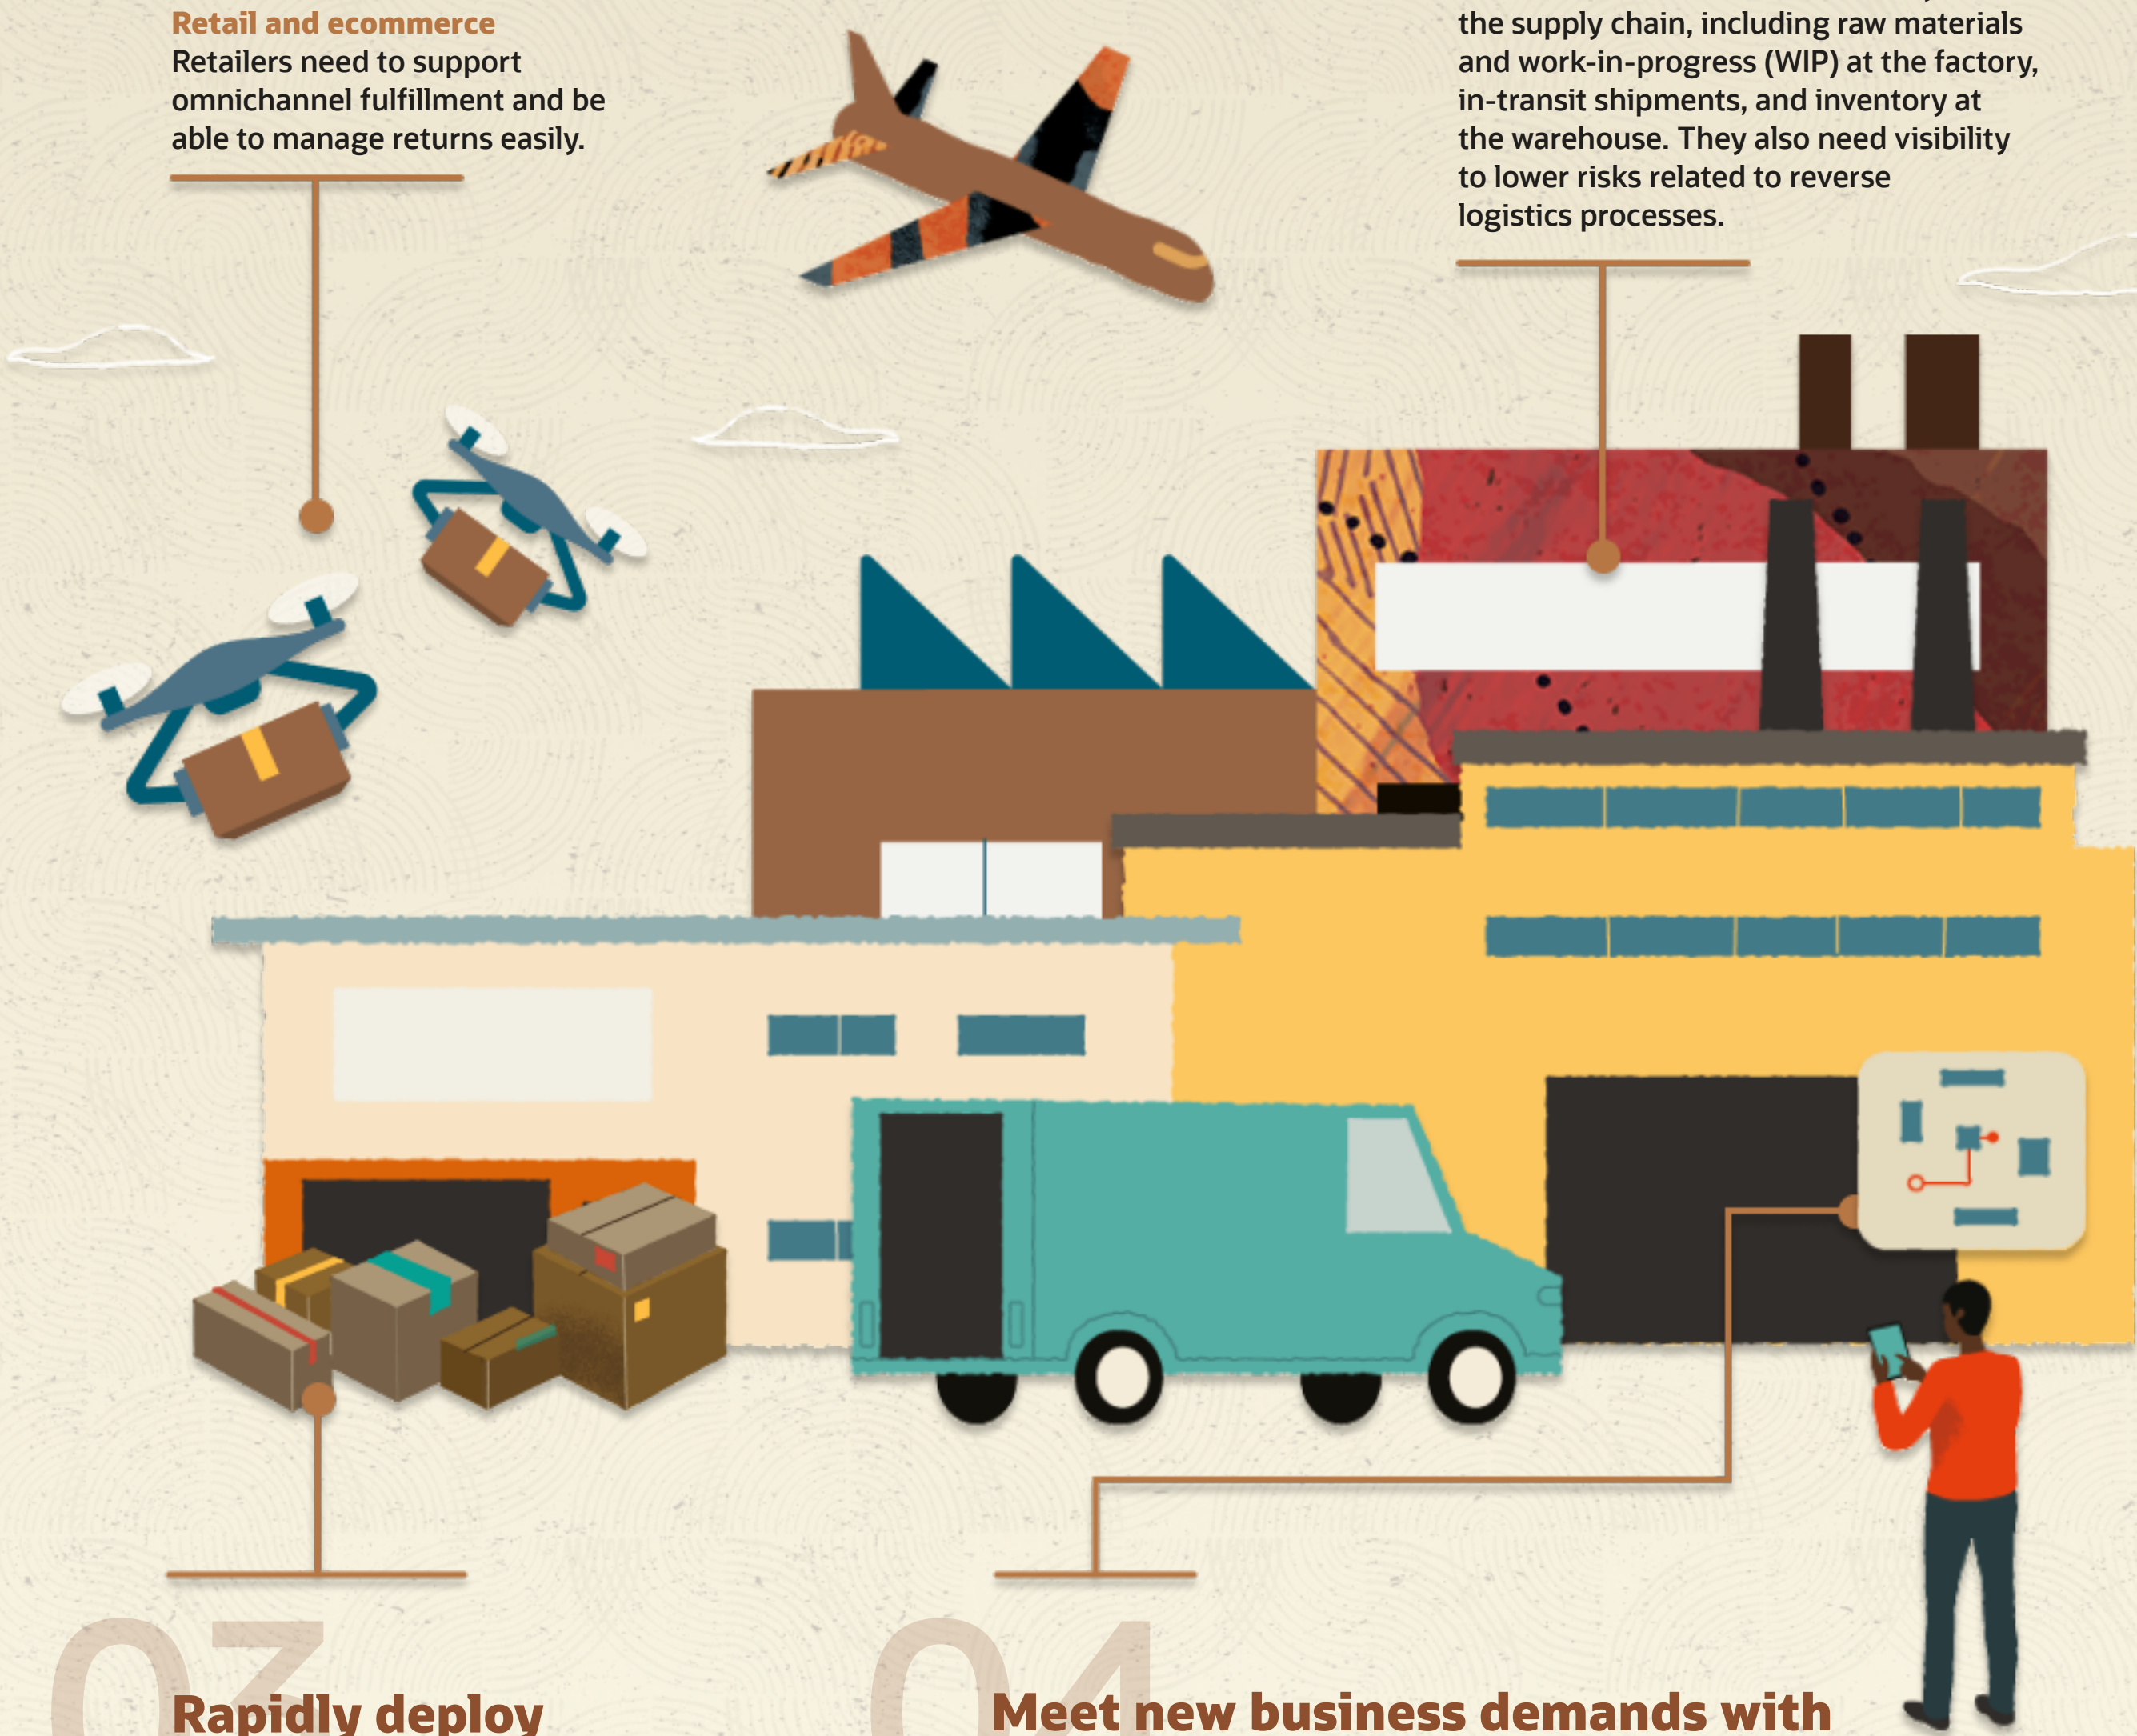 Retail and ecommerce
Retailers need to support
omnichannel fulfillment and be
able to manage returns easily.
the supply chain, including raw materials
and work-in-progress (WIP) at the factory,
in-transit shipments, and inventory at
the warehouse. They also need visibility
to lower risks related to reverse
logistics processes.
03
Rapidly deploy
04
Meet new business demands with